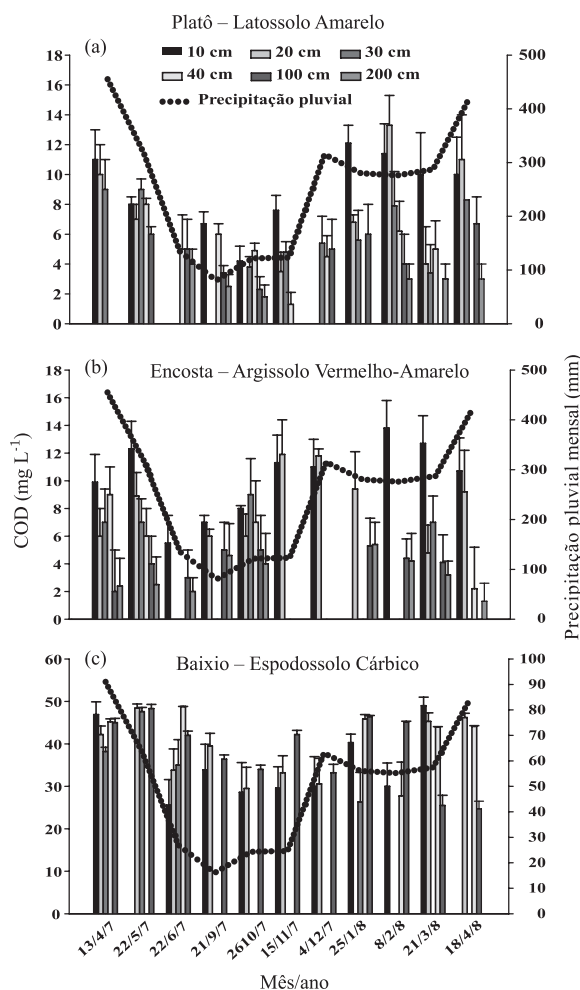 Platô – Latossolo Amarelo
(a)
10 cm 20 cm 30 cm
40 cm 100 cm 200 cm
Precipitação pluvial
18 500
16
14 400
12
10 300
8 200
6
4 100
2
0 0
(b) Encosta – Argissolo Vermelho-Amarelo
18 500
16
14 400
12
10 300
8
6 200
4 100
2
0 0
COD (mg L-1)
Precipitação pluvial mensal (mm)
(c) Baixio – Espodossolo Cárbico
60 100
90
50 80
70
40 60
30 50
40
20 30
10 20
10
0 0
13/4/7 22/5/7 22/6/7 21/9/7 2610/7 15/11/7 4/12/7 25/1/8 8/2/8 21/3/8 18/4/8
Mês/ano